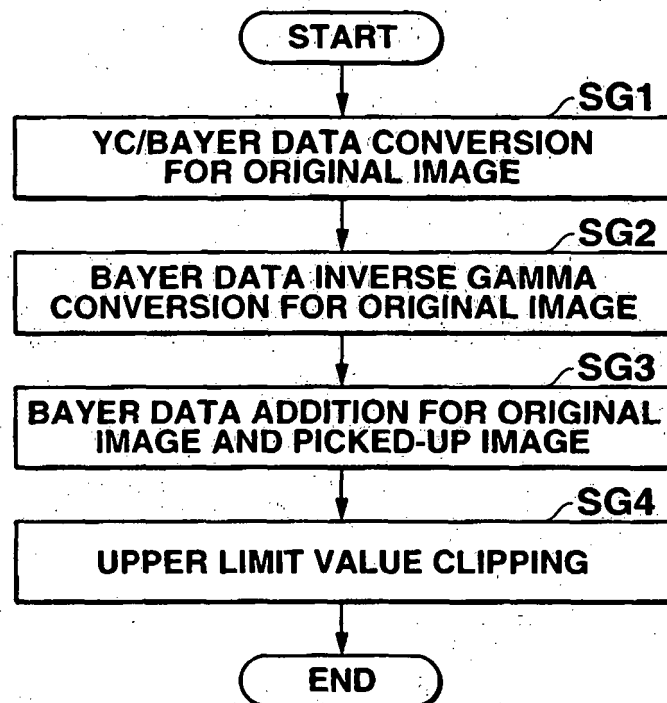 START
SG1
YC/BAYER DATA CONVERSION
FOR ORIGINAL IMAGE
SG2
BAYER DATA INVERSE GAMMA
CONVERSION FOR ORIGINAL IMAGE
SG3
BAYER DATA ADDITION FOR ORIGINAL
IMAGE AND PICKED-UP IMAGE
SG4
UPPER LIMIT VALUE CLIPPING
END